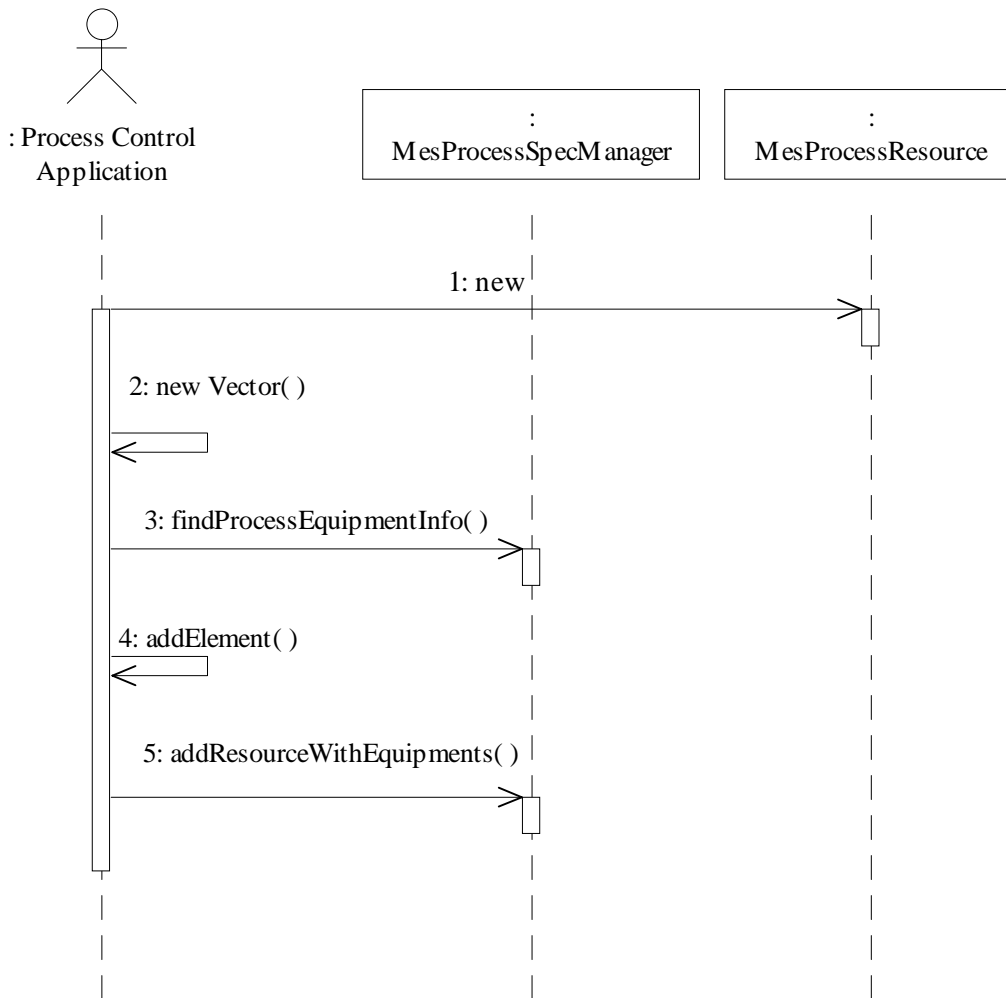 : Process Control
Application
:
MesProcessSpecManager
:
MesProcessResource
1: new
2: new Vector( )
3: findProcessEquipmentInfo( )
4: addElement( )
5: addResourceWithEquipments( )